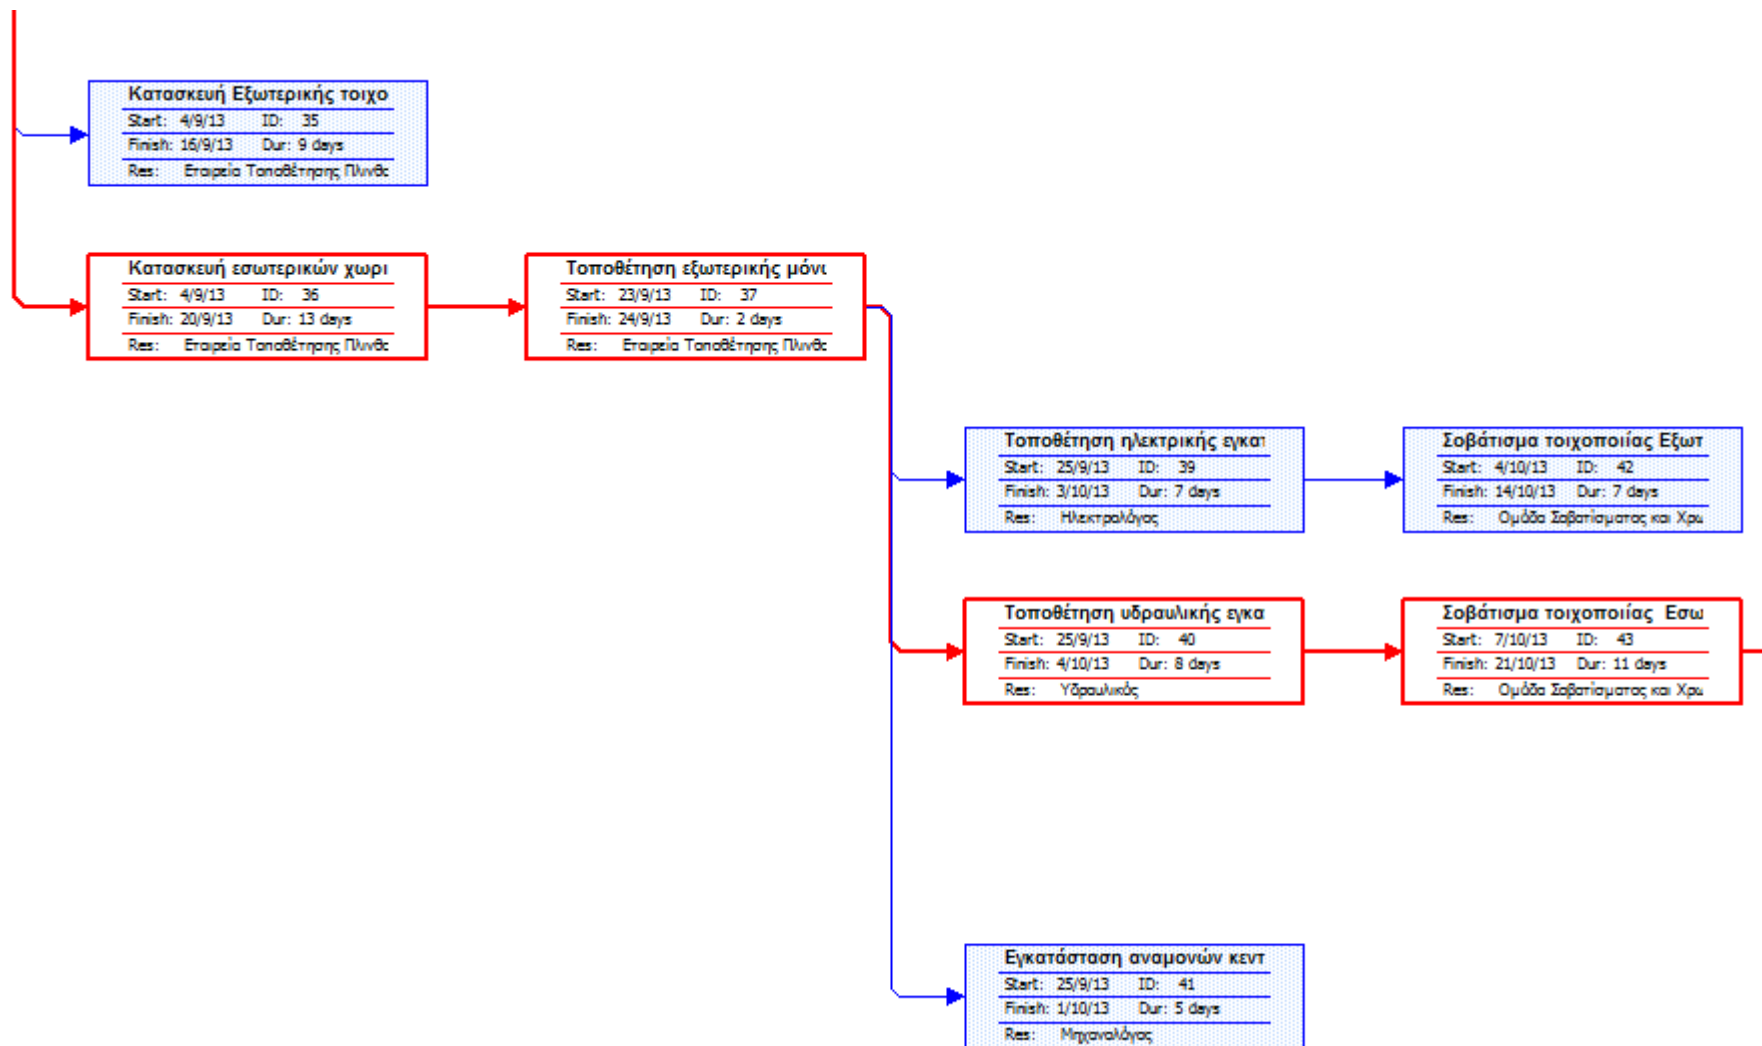 Κατασκευή Εξωτερικής τοιχο
Start: 4/9/13 ID: 35
Finish: 16/9/13 Dur: 9 days
Res: Εταιρεία Τοποθέτησης Πλινθο
Κατασκευή εσωτερικών χωρι
Start: 4/9/13 ID: 36
Finish: 20/9/13 Dur: 13 days
Res: Εταιρεία Τοποθέτησης Πλινθο
Τοποθέτηση εξωτερικής μόνι
Start: 23/9/13 ID: 37
Finish: 24/9/13 Dur: 2 days
Res: Εταιρεία Τοποθέτησης Πλινθο
Τοποθέτηση ηλεκτρικής εγκατ
Start: 25/9/13 ID: 39
Finish: 3/10/13 Dur: 7 days
Res: Ηλεκτρολόγος
Σοβάτισμα τοιχοποιίας Εξωτ
Start: 4/10/13 ID: 42
Finish: 14/10/13 Dur: 7 days
Res: Ομάδα Σοβατίσματος και Χρω
Τοποθέτηση υδραυλικής εγκα
Start: 25/9/13 ID: 40
Finish: 4/10/13 Dur: 8 days
Res: Υδραυλικός
Σοβάτισμα τοιχοποιίας Εσω
Start: 7/10/13 ID: 43
Finish: 21/10/13 Dur: 11 days
Res: Ομάδα Σοβατίσματος και Χρω
Εγκατάσταση αναμονών κεντ
Start: 25/9/13 ID: 41
Finish: 1/10/13 Dur: 5 days
Res: Μηχανολόγος